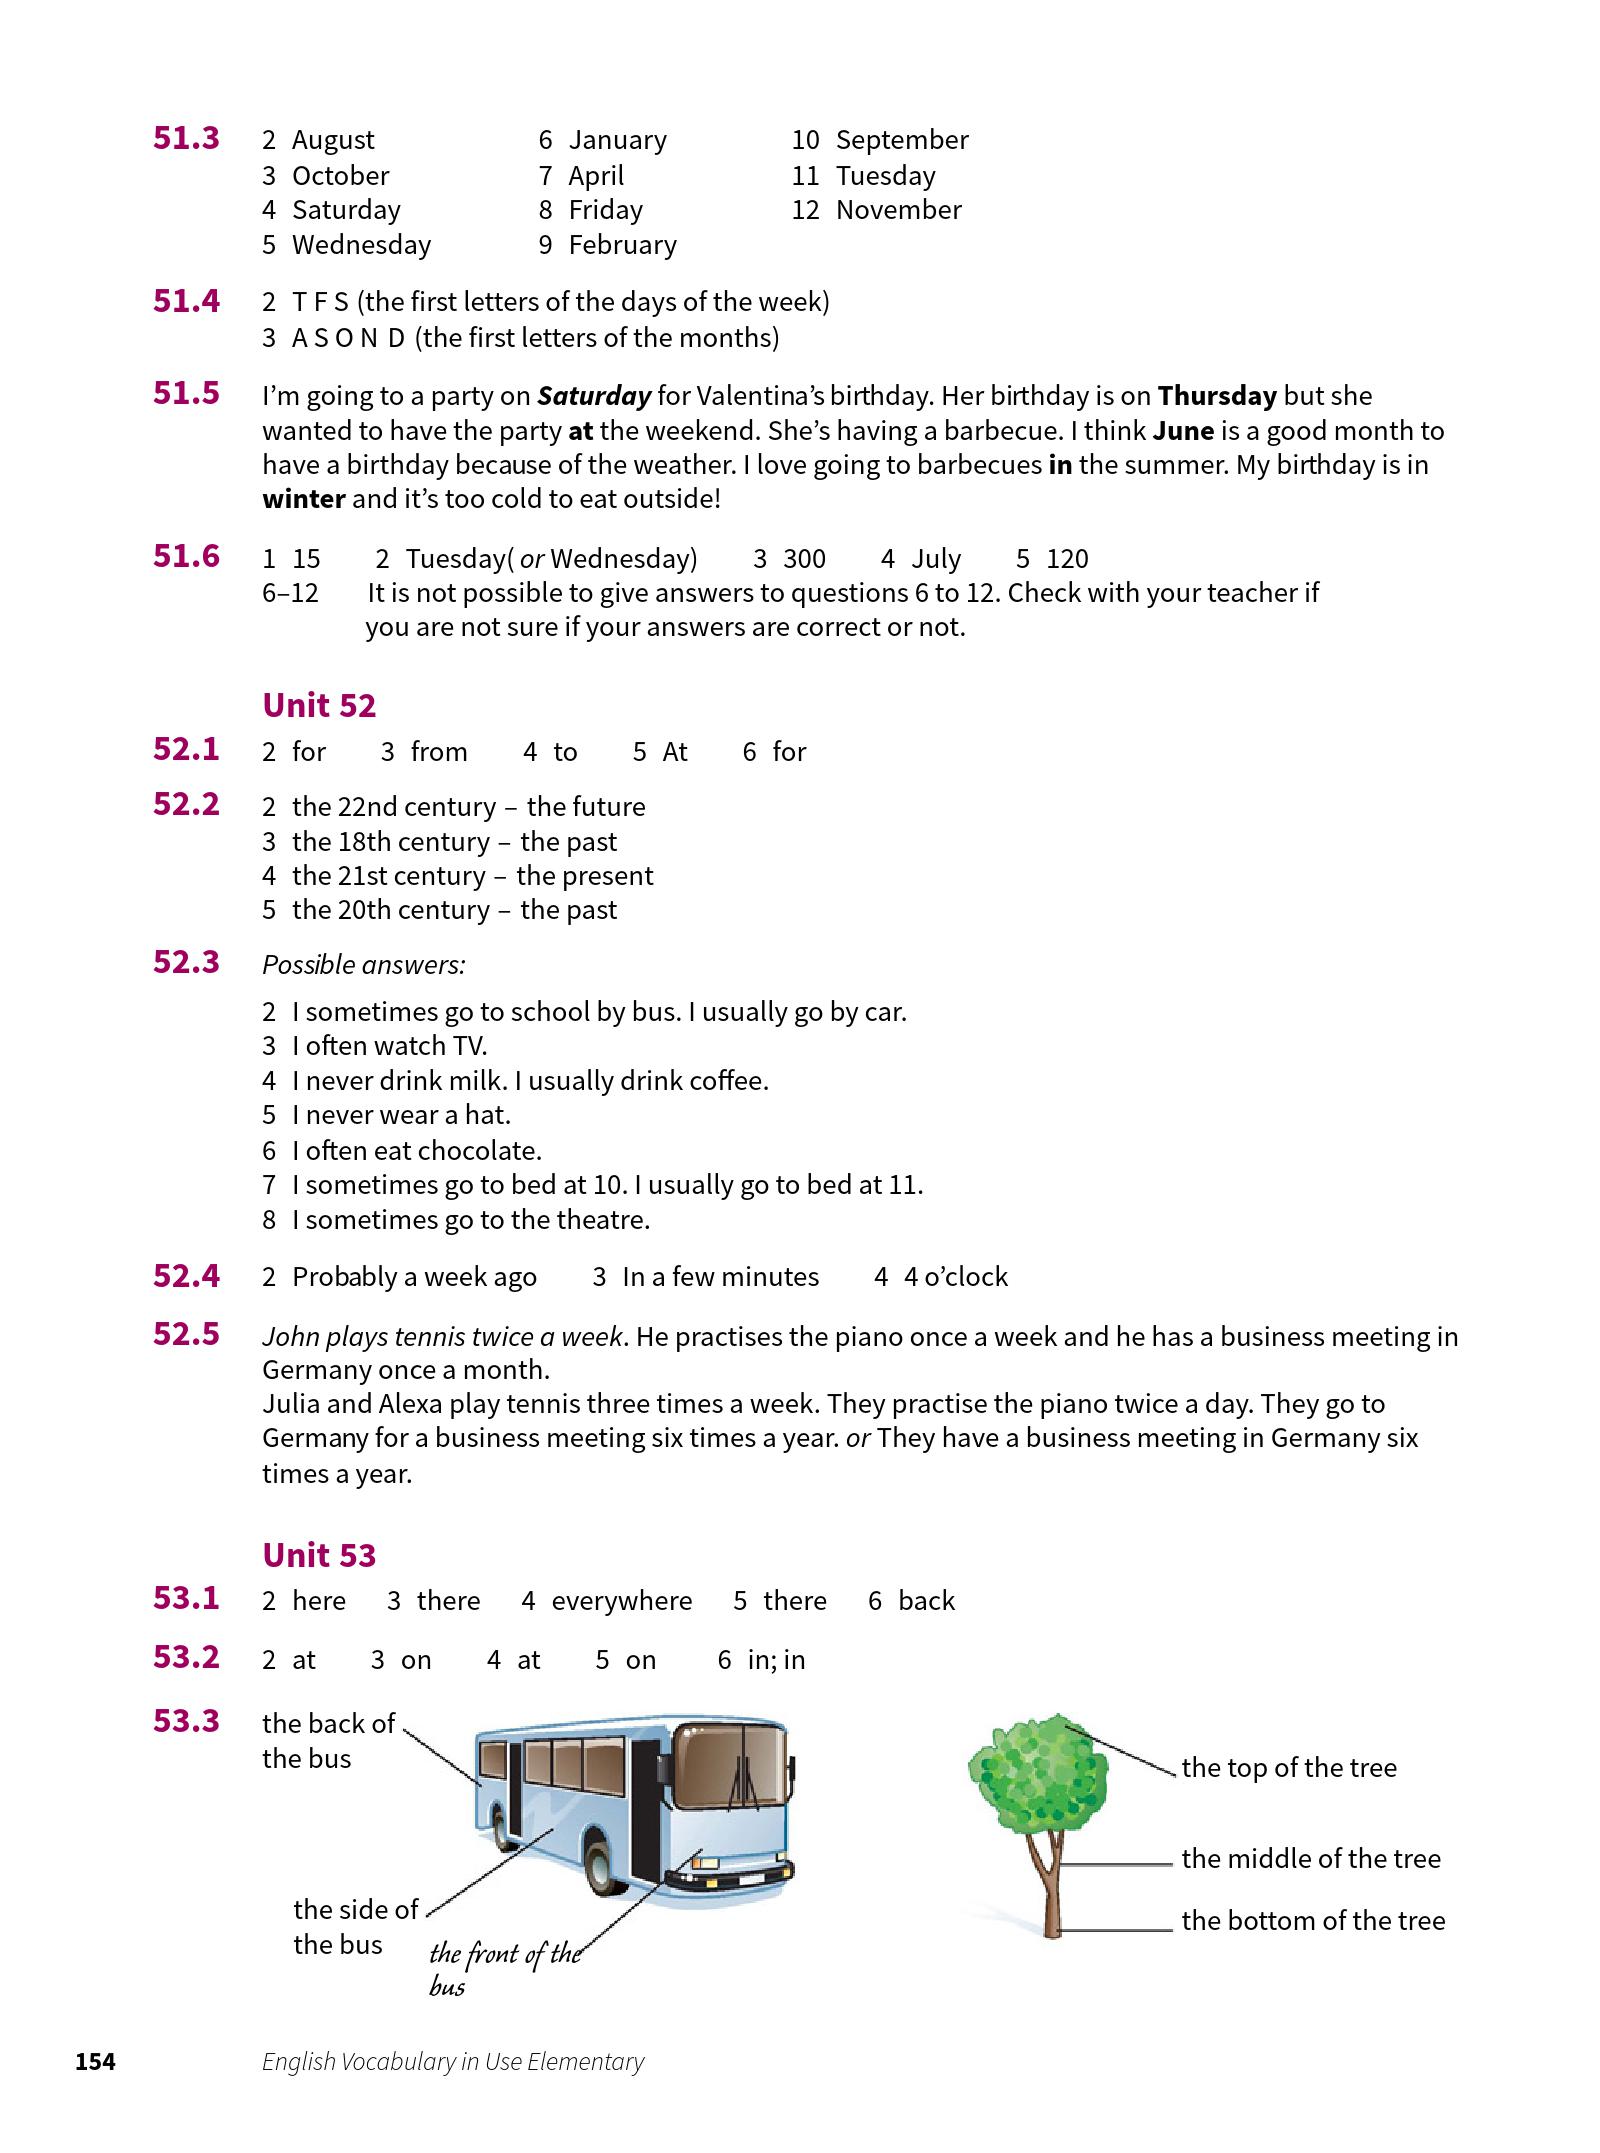 51.3 2 August 6 January 10 September
3 October 7 April 11 Tuesday
4 Saturday 8 Friday 12 November
5 Wednesday 9 February
51.4 2 T F S (the first letters of the days of the week)
3 A S O N D (the first letters of the months)
51.5 I’m going to a party on Saturday for Valentina’s birthday. Her birthday is on Thursday but she
wanted to have the party at the weekend. She’s having a barbecue. I think June is a good month to
have a birthday because of the weather. I love going to barbecues in the summer. My birthday is in
winter and it’s too cold to eat outside!
51.6 1 15 2 Tuesday( or Wednesday) 3 300 4 July 5 120
6–12 It is not possible to give answers to questions 6 to 12. Check with your teacher if
you are not sure if your answers are correct or not.
Unit 52
52.1 2 for 3 from 4 to 5 At 6 for
52.2 2 the 22nd century – the future
3 the 18th century – the past
4 the 21st century – the present
5 the 20th century – the past
52.3 Possible answers:
2 I sometimes go to school by bus. I usually go by car.
3 I often watch TV.
4 I never drink milk. I usually drink coffee.
5 I never wear a hat.
6 I often eat chocolate.
7 I sometimes go to bed at 10. I usually go to bed at 11.
8 I sometimes go to the theatre.
52.4 2 Probably a week ago 3 In a few minutes 4 4 o’clock
52.5 John plays tennis twice a week. He practises the piano once a week and he has a business meeting in
Germany once a month.
Julia and Alexa play tennis three times a week. They practise the piano twice a day. They go to
Germany for a business meeting six times a year. or They have a business meeting in Germany six
times a year.
Unit 53
53.1 2 here 3 there 4 everywhere 5 there 6 back
53.2 2 at 3 on 4 at 5 on 6 in; in
53.3 the back of
the bus
the side of
the bus
the front of the
bus
the top of the tree
the middle of the tree
the bottom of the tree
154 English Vocabulary in Use Elementary